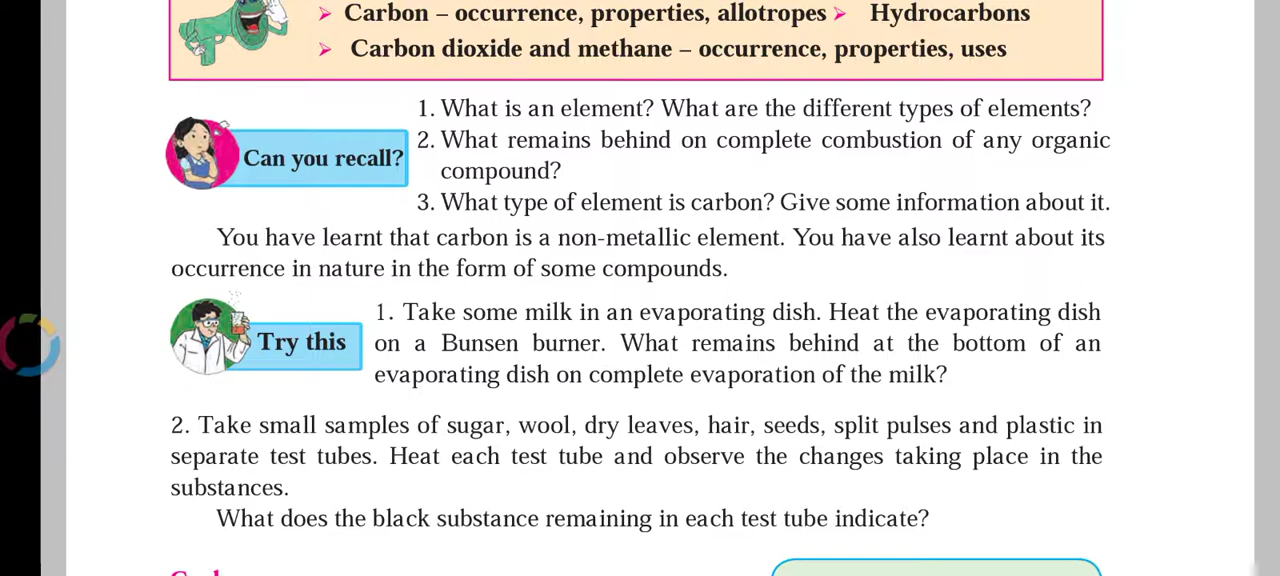 ➢ Carbon – occurrence, properties, allotropes ➢ Hydrocarbons
➢ Carbon dioxide and methane – occurrence, properties, uses
Can you recall?
1. What is an element? What are the different types of elements?
2. What remains behind on complete combustion of any organic
compound?
3. What type of element is carbon? Give some information about it.
You have learnt that carbon is a non-metallic element. You have also learnt about its
occurrence in nature in the form of some compounds.
Try this
1. Take some milk in an evaporating dish. Heat the evaporating dish
on a Bunsen burner. What remains behind at the bottom of an
evaporating dish on complete evaporation of the milk?
2. Take small samples of sugar, wool, dry leaves, hair, seeds, split pulses and plastic in
separate test tubes. Heat each test tube and observe the changes taking place in the
substances.
What does the black substance remaining in each test tube indicate?